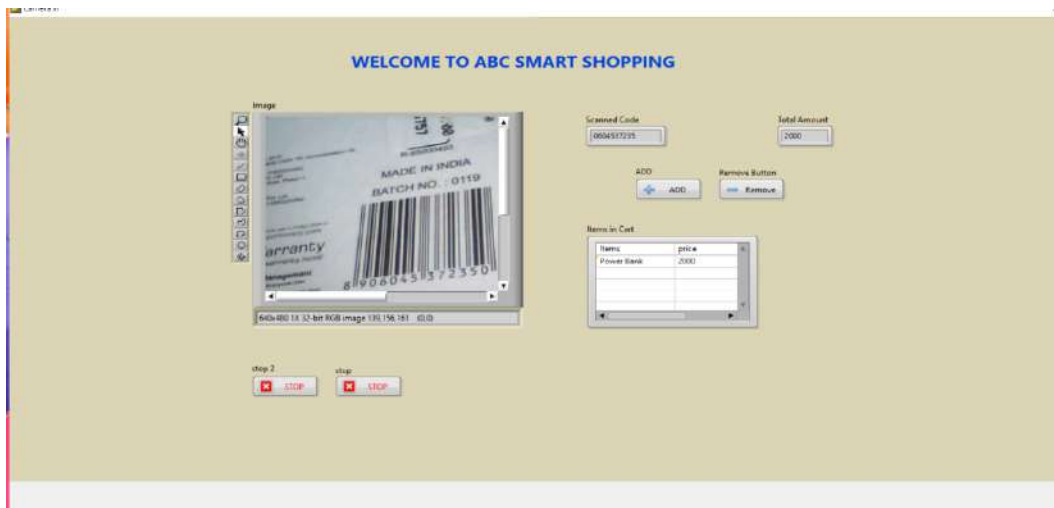 Camera.vi
WELCOME TO ABC SMART SHOPPING
Image
MADE IN INDIA
BATCH NO. : 0119
arranty
8 906045 372350
640x480 1X 32-bit RGB image 139,156,161 (0,0)
Scanned Code
Total Amount
0604537235
2000
ADD
Remove Button
ADD
Remove
Items in Cart
Items
price
Power Bank
2000
stop 2
stop
STOP
STOP